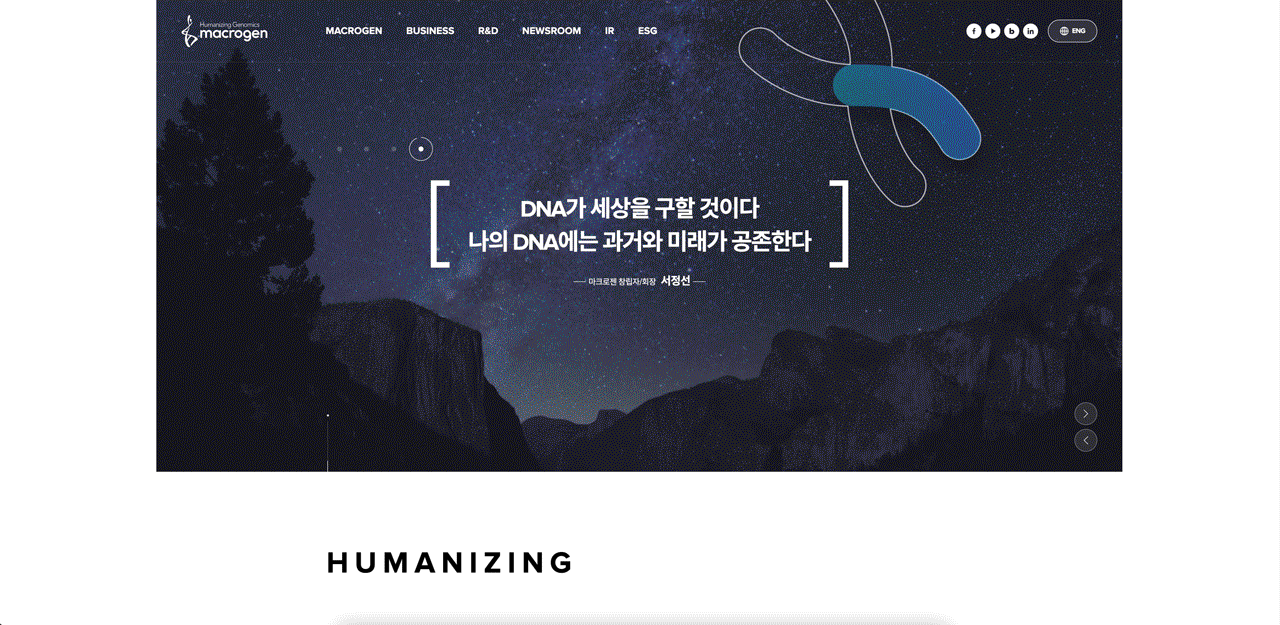 Humanizing Genomics
macrogen
MACROGEN BUSINESS R&D NEWSROOM IR ESG
ENG
DNA가 세상을 구할 것이다
나의 DNA에는 과거와 미래가 공존한다
마크로젠 창립자/회장 서정선
HUMANIZING